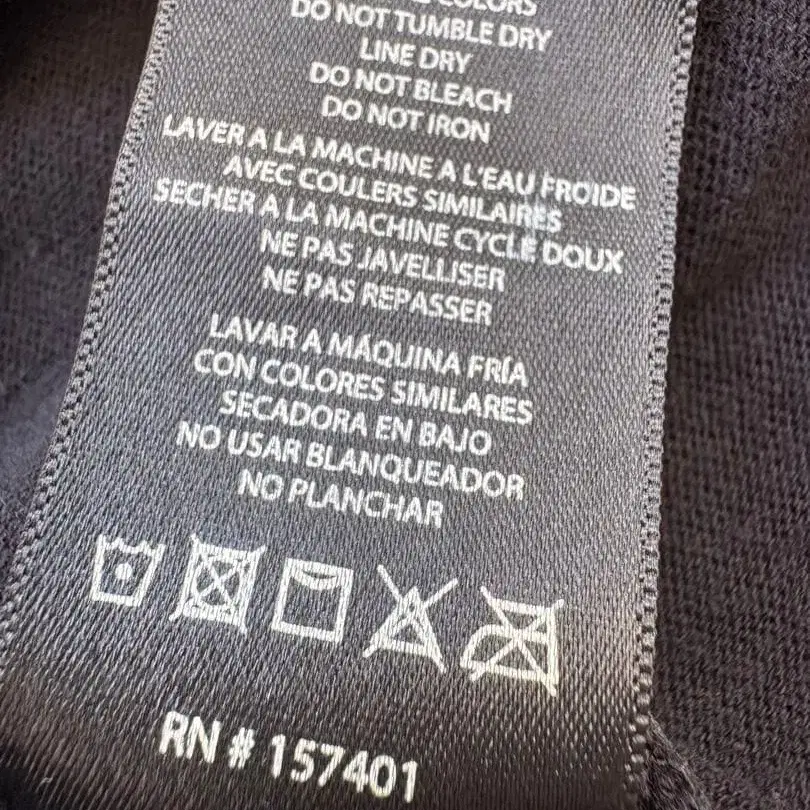 COLORS
DO NOT TUMBLE DRY
LINE DRY
DO NOT BLEACH
DO NOT IRON
LAVER A LA MACHINE A L'EAU FROIDE
AVEC COULERS SIMILAIRES
SECHER A LA MACHINE CYCLE DOUX
NE PAS JAVELLISER
NE PAS REPASSER
LAVAR A MÁQUINA FRÍA
CON COLORES SIMILARES
SECADORA EN BAJO
NO USAR BLANQUEADOR
NO PLANCHAR
RN # 157401